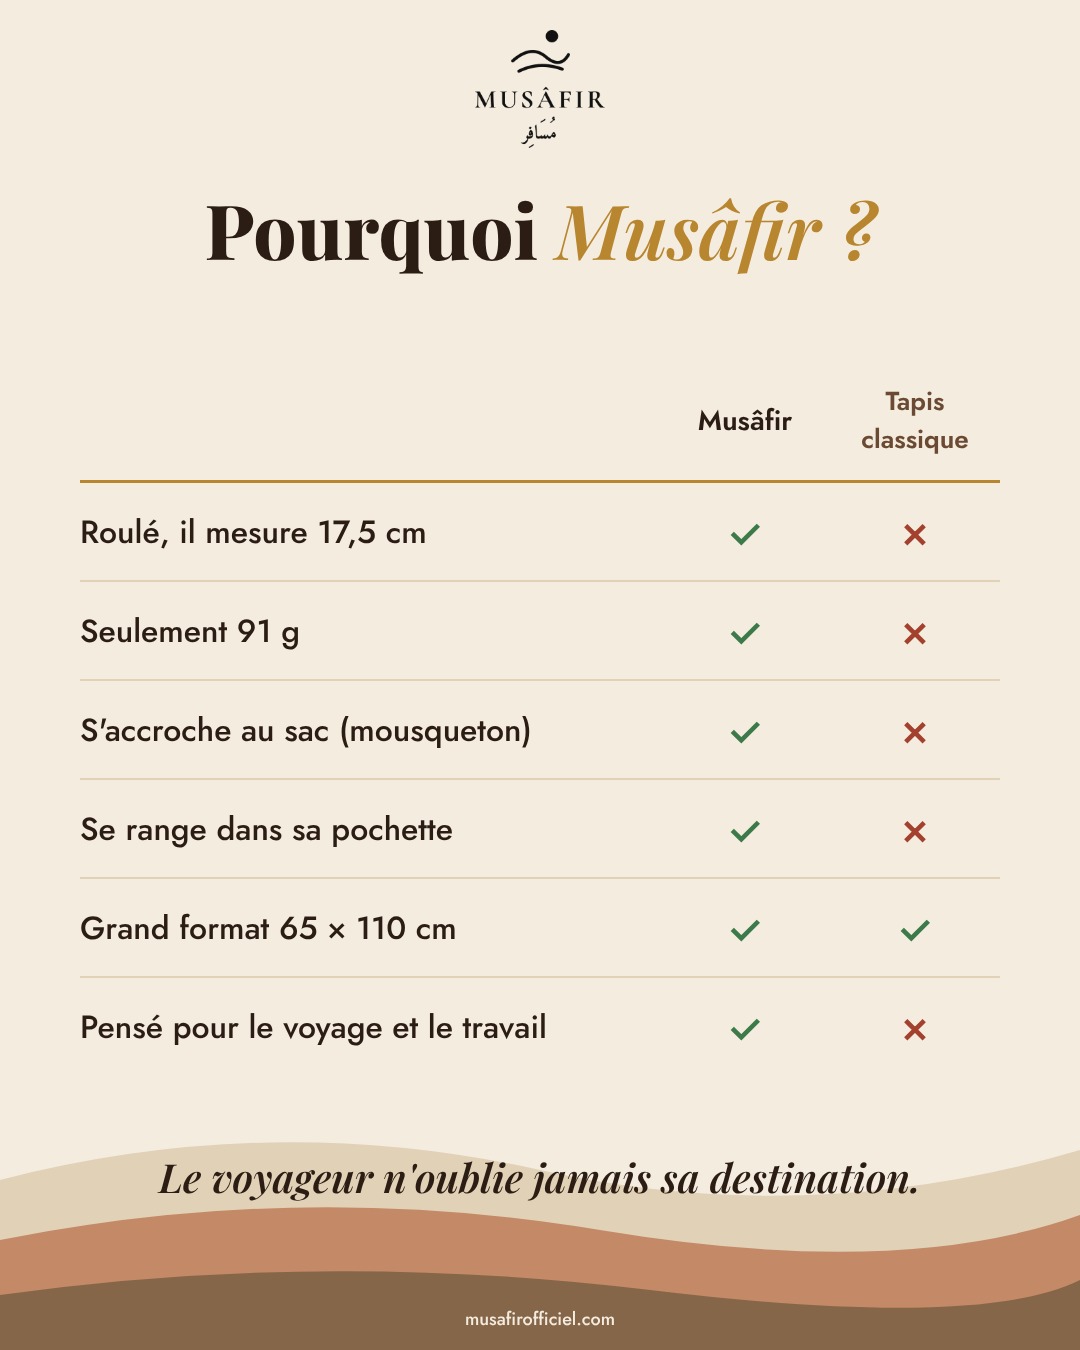 MUSÂFIR
مُسَافِر
Pourquoi Musâfir ?
Musâfir
Tapis
classique
Roulé, il mesure 17,5 cm
Seulement 91 g
S'accroche au sac (mousqueton)
Se range dans sa pochette
Grand format 65 × 110 cm
Pensé pour le voyage et le travail
Le voyageur n'oublie jamais sa destination.
musafirofficiel.com